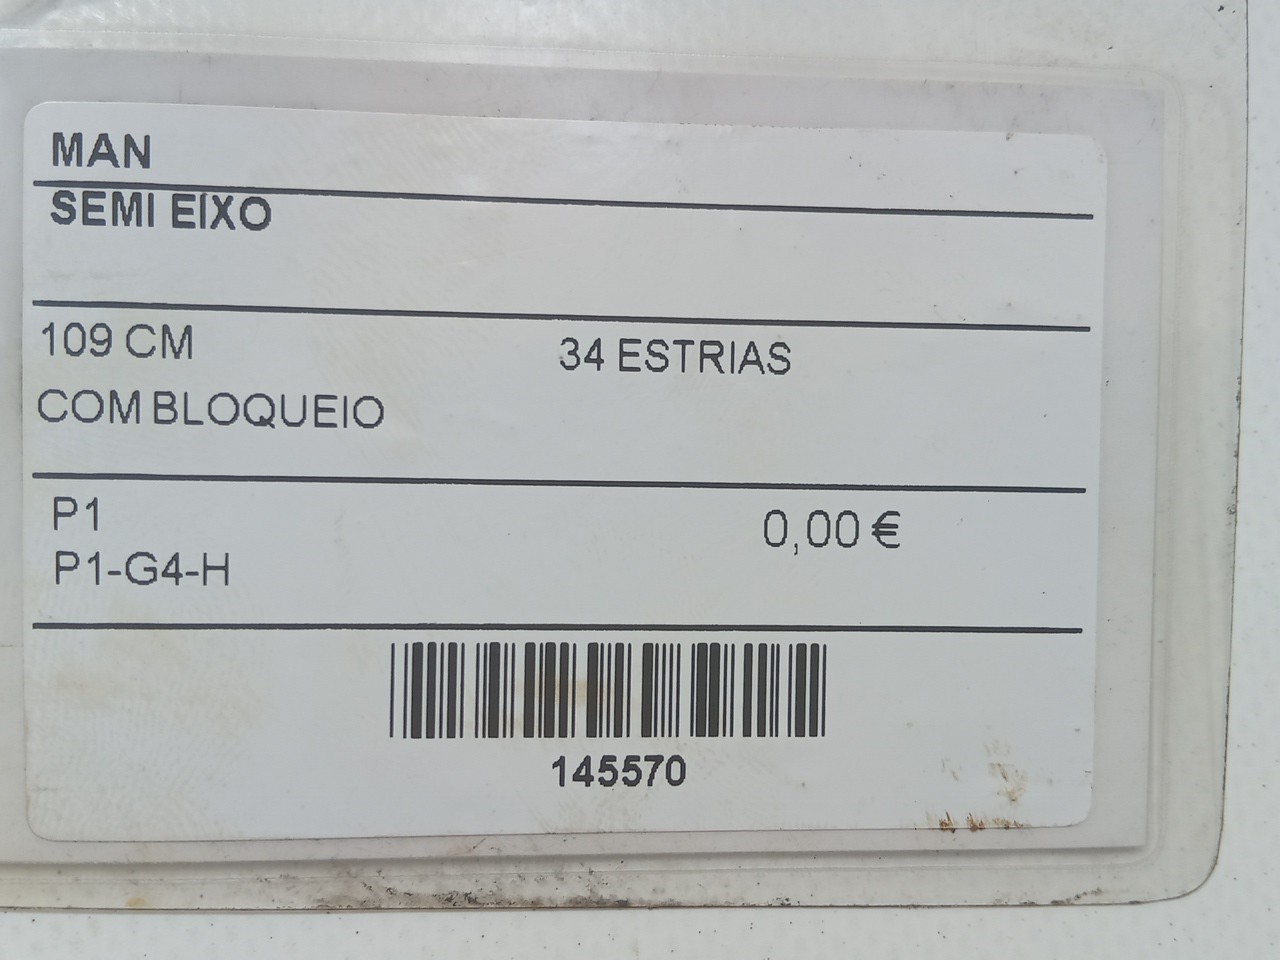 MAN
SEMI EIXO
109 CM 34 ESTRIAS
COM BLOQUEIO
P1 0,00 €
P1-G4-H
145570